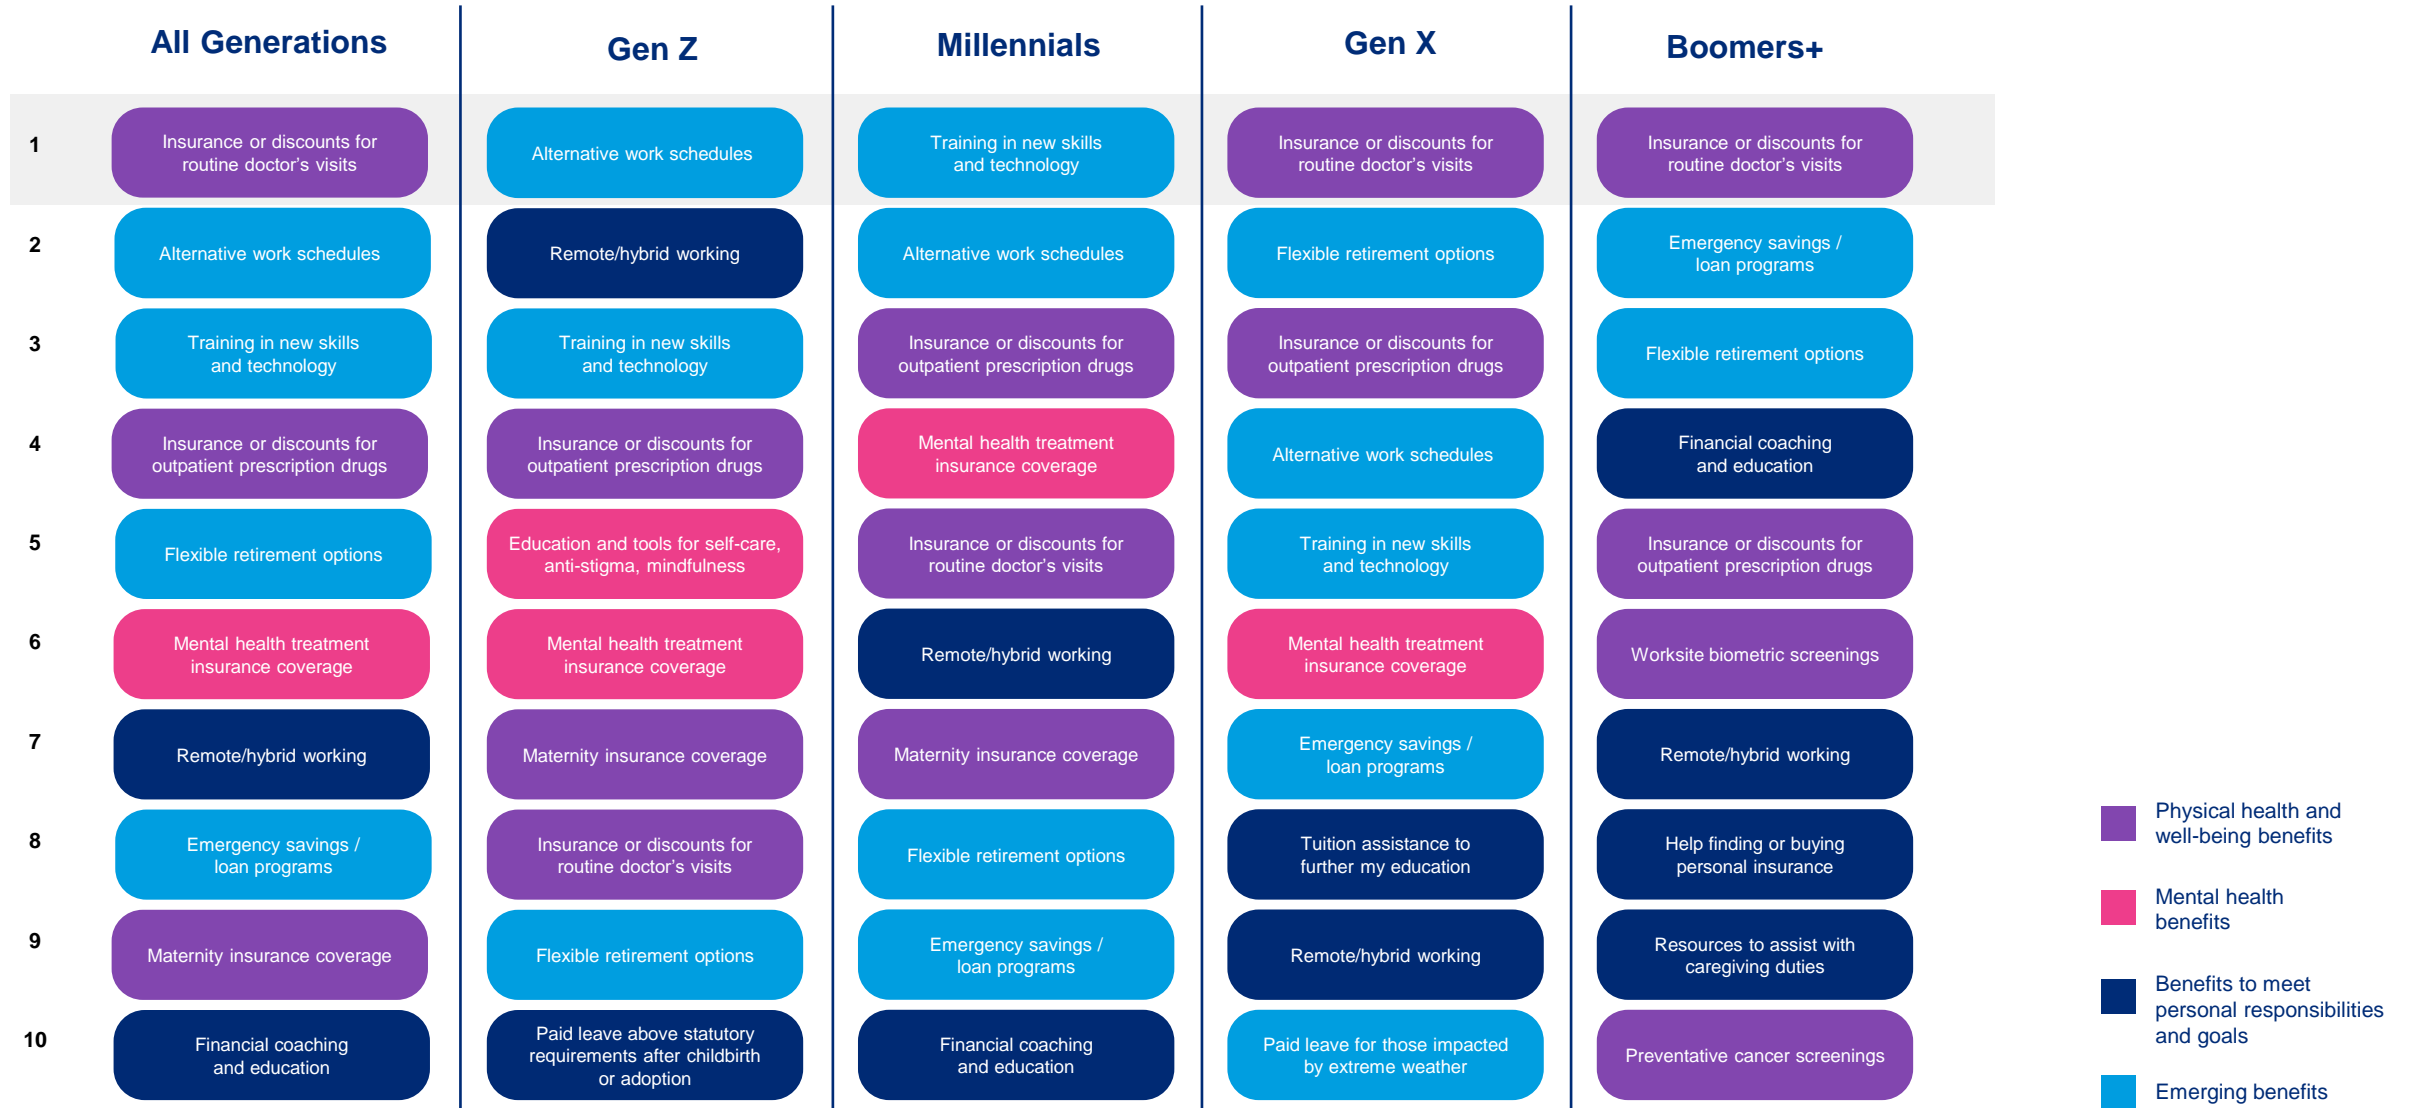 All Generations
Gen Z
Millennials
Gen X
Boomers+
1
Insurance or discounts for
routine doctor's visits
Alternative work schedules
Training in new skills
and technology
Insurance or discounts for
routine doctor's visits
Insurance or discounts for
routine doctor's visits
2
Alternative work schedules
Remote/hybrid working
Alternative work schedules
Flexible retirement options
Emergency savings /
loan programs
3
Training in new skills
and technology
Training in new skills
and technology
Insurance or discounts for
outpatient prescription drugs
Insurance or discounts for
outpatient prescription drugs
Flexible retirement options
4
Insurance or discounts for
outpatient prescription drugs
Insurance or discounts for
outpatient prescription drugs
Mental health treatment
insurance coverage
Alternative work schedules
Financial coaching
and education
5
Flexible retirement options
Education and tools for self-care,
anti-stigma, mindfulness
Insurance or discounts for
routine doctor's visits
Training in new skills
and technology
Insurance or discounts for
outpatient prescription drugs
6
Mental health treatment
insurance coverage
Mental health treatment
insurance coverage
Remote/hybrid working
Mental health treatment
insurance coverage
Worksite biometric screenings
7
Remote/hybrid working
Maternity insurance coverage
Maternity insurance coverage
Emergency savings /
loan programs
Remote/hybrid working
8
Emergency savings /
loan programs
Insurance or discounts for
routine doctor's visits
Flexible retirement options
Tuition assistance to
further my education
Help finding or buying
personal insurance
9
Maternity insurance coverage
Flexible retirement options
Emergency savings /
loan programs
Remote/hybrid working
Resources to assist with
caregiving duties
10
Financial coaching
and education
Paid leave above statutory
requirements after childbirth
or adoption
Financial coaching
and education
Paid leave for those impacted
by extreme weather
Preventative cancer screenings
Physical health and
well-being benefits
Mental health
benefits
Benefits to meet
personal responsibilities
and goals
Emerging benefits